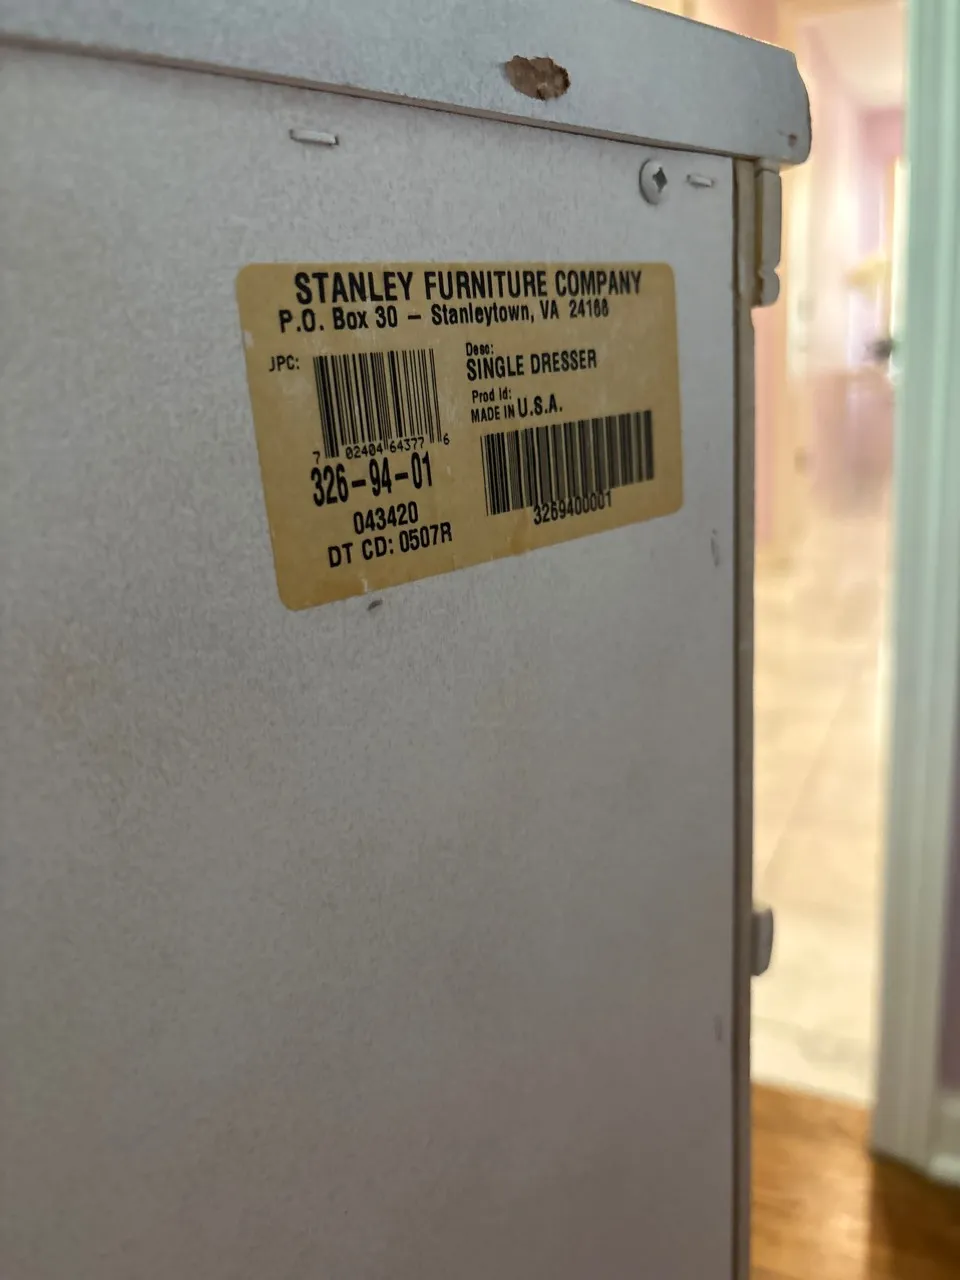 STANLEY FURNITURE COMPANY
P.O. Box 30 – Stanleytown, VA 24168
JPC:
7 02404 64377 6
326-94-01
043420
DT CD: 0507R
Desc:
SINGLE DRESSER
Prod Id:
MADE IN U.S.A.
3269400001